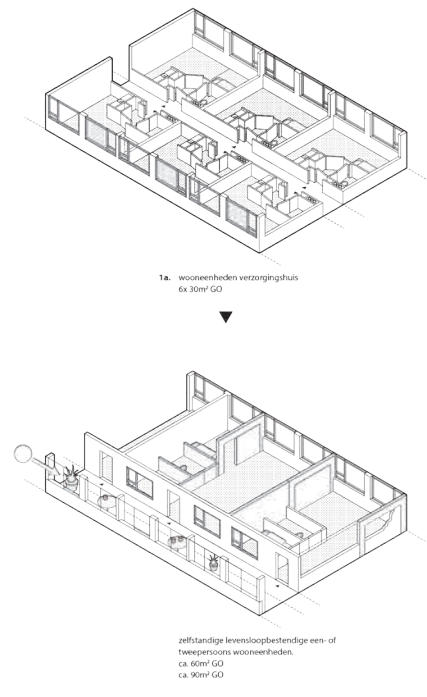 1a. wooneenheden verzorgingshuis
6x 30m² GO
zelfstandige levensloopbestendige een- of
tweepersoons wooneenheden.
ca. 60m² GO
ca. 90m² GO